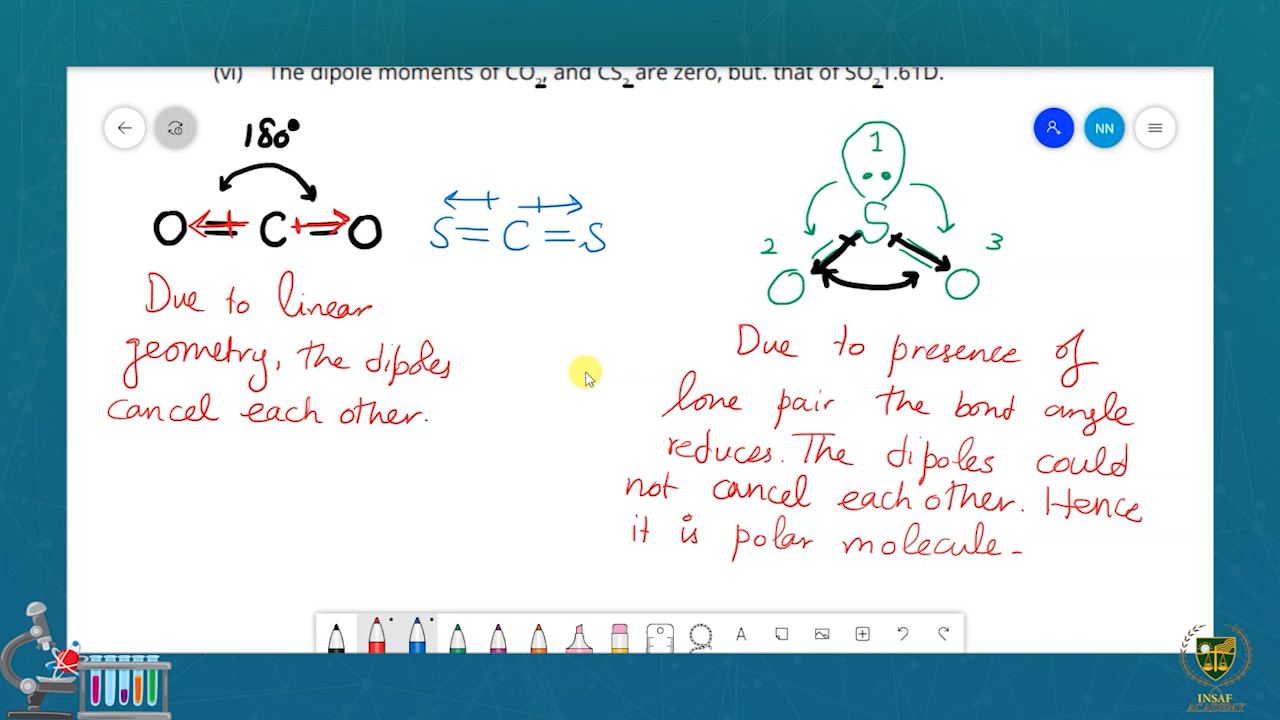 (vi) The dipole moments of CO2, and CS2 are zero, but. that of SO2 1.61D.
180°
O=C=O
S=C=S
Due to linear
geometry, the dipoles
cancel each other.
1
S
2
3
O
O
Due to presence of
lone pair the bond angle
reduces. The dipoles could
not cancel each other. Hence
it is polar molecule-
NN
A
INSAF
ACADEMY